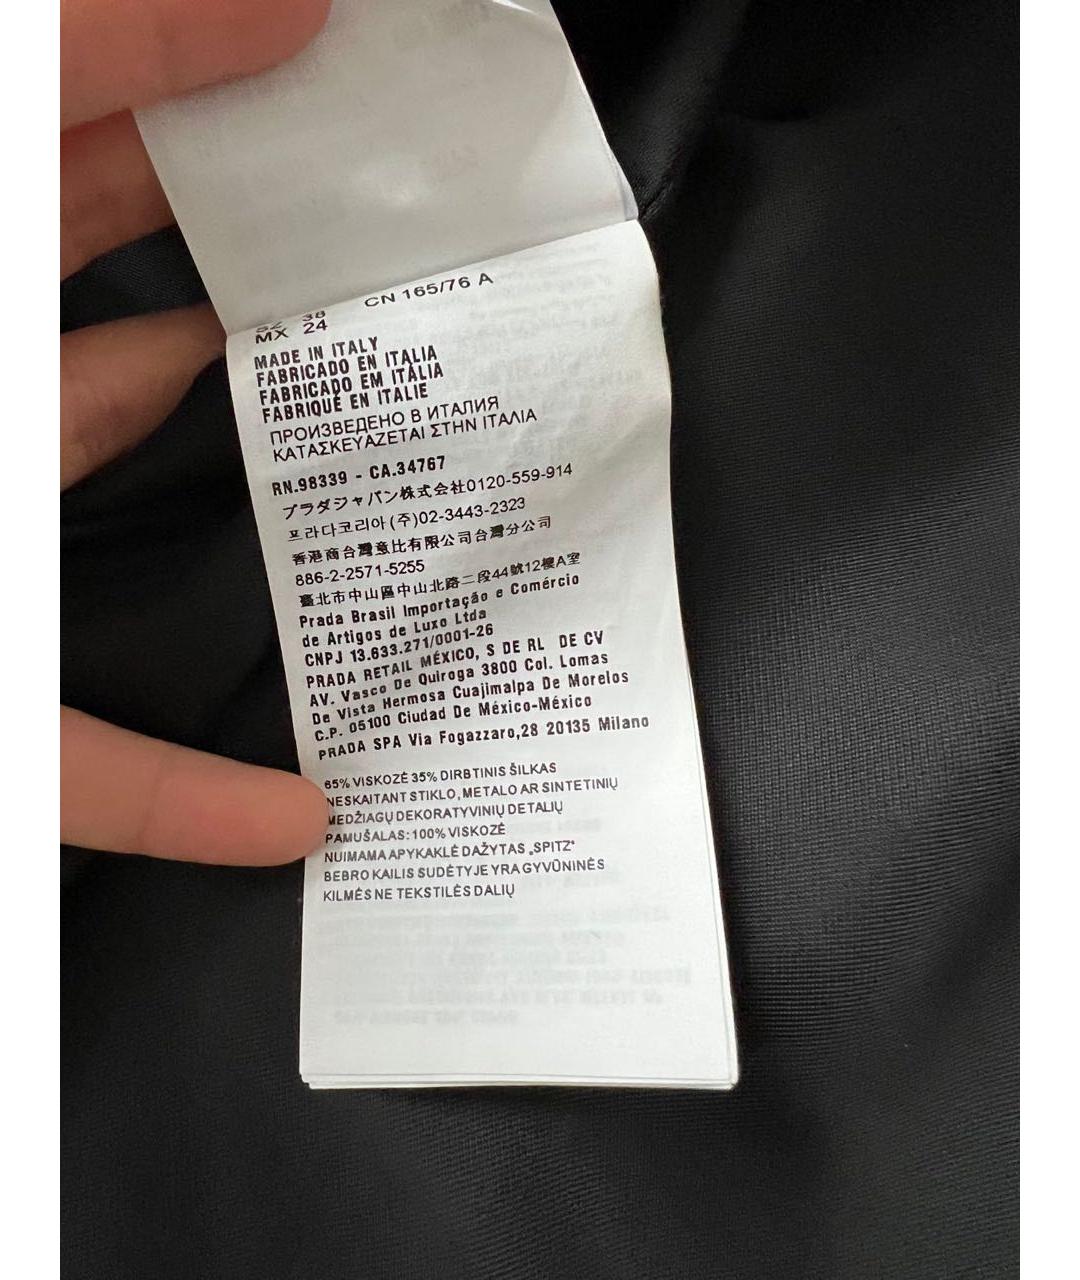 CN 165/76 A
SZ 38
MX 24
MADE IN ITALY
FABRICADO EN ITALIA
FABRICADO EM ITÁLIA
FABRIQUÉ EN ITALIE
ПРОИЗВЕДЕНО В ИТАЛИЯ
ΚΑΤΑΣΚΕΥΑΖΕΤΑΙ ΣΤΗΝ ΙΤΑΛΙΑ
RN.98339 - CA.34767
プラダジャパン株式会社0120-559-914
프라다코리아(주)02-3443-2323
香港商台灣意比有限公司台灣分公司
886-2-2571-5255
臺北市中山區中山北路二段44號12樓A室
Prada Brasil Importação e Comércio
de Artigos de Luxo Ltda
CNPJ 13.633.271/0001-26
PRADA RETAIL MÉXICO, S DE RL DE CV
AV. Vasco De Quiroga 3800 Col. Lomas
De Vista Hermosa Cuajimalpa De Morelos
C.P. 05100 Ciudad De México-México
PRADA SPA Via Fogazzaro,28 20135 Milano
65% VISKOZĖ 35% DIRBTINIS ŠILKAS
NESKAITANT STIKLO, METALO AR SINTETINIŲ
MEDŽIAGŲ DEKORATYVINIŲ DETALIŲ
PAMUŠALAS: 100% VISKOZĖ
NUIMAMA APYKAKLĖ DAŽYTAS „SPITZ“
BEBRO KAILIS SUDĖTYJE YRA GYVŪNINĖS
KILMĖS NE TEKSTILĖS DALIŲ